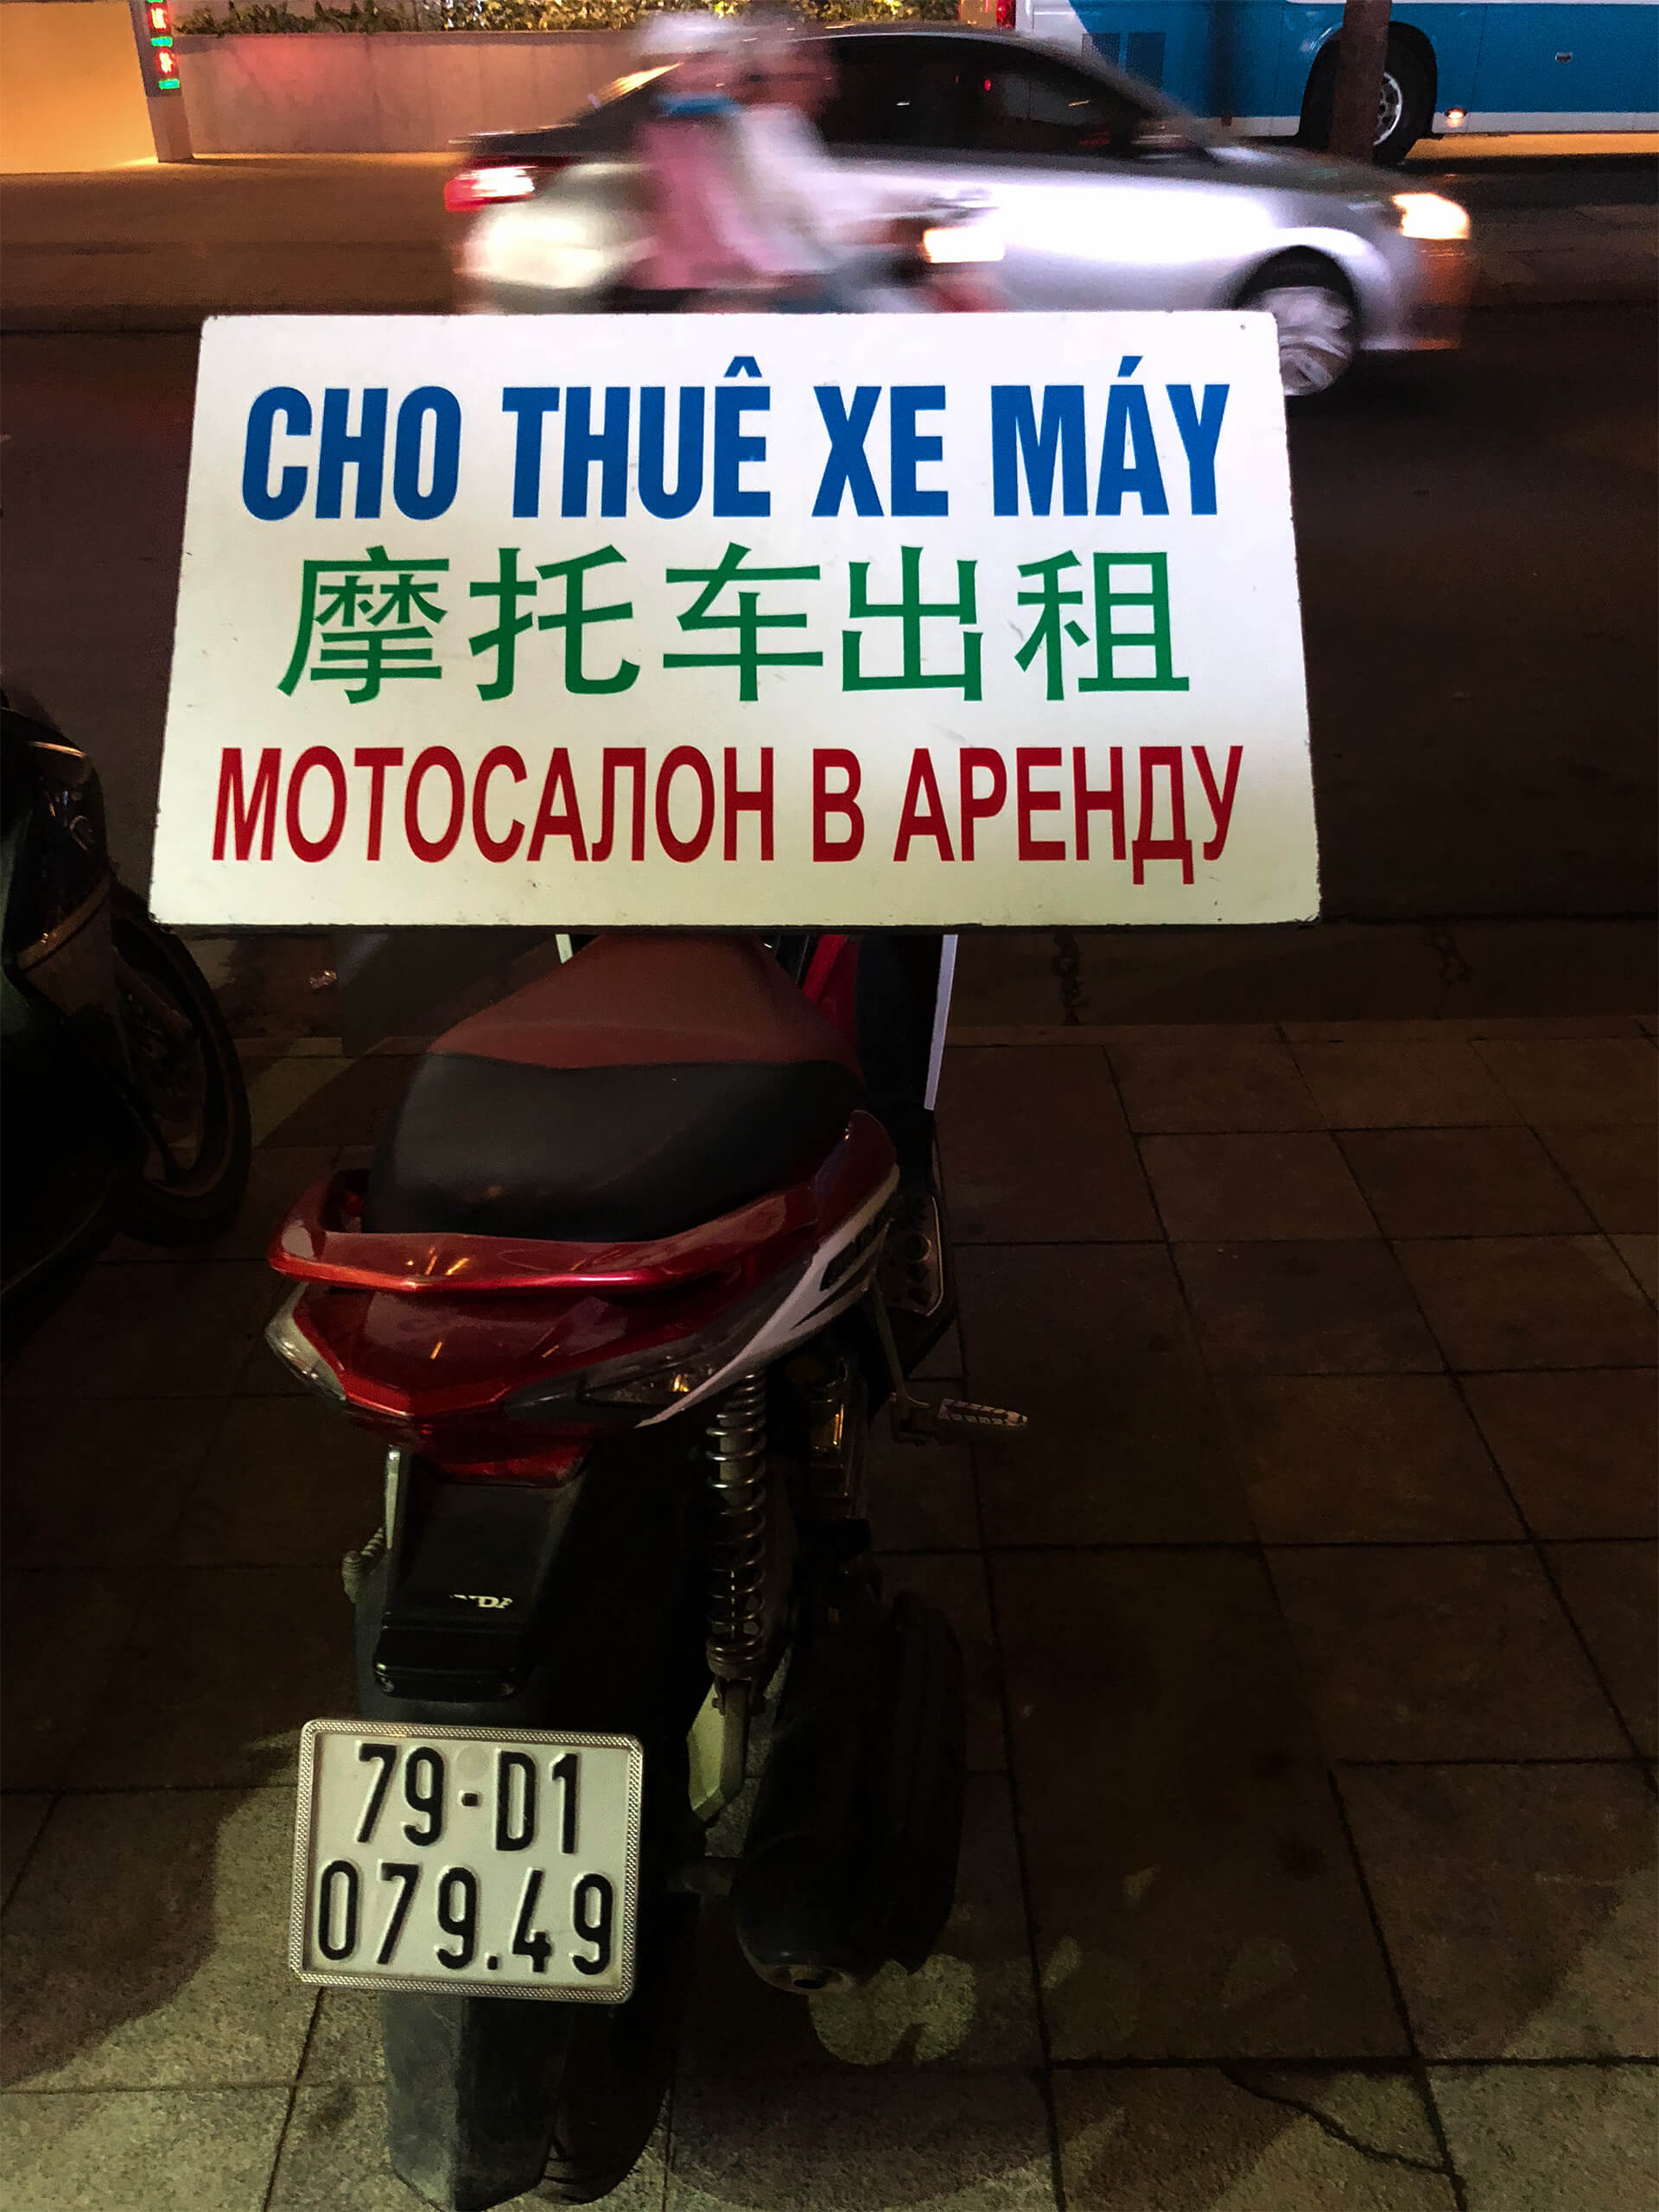 CHO THUÊ XE MÁY
摩托车出租
МОТОСАЛОН В АРЕНДУ
79-D1
079.49